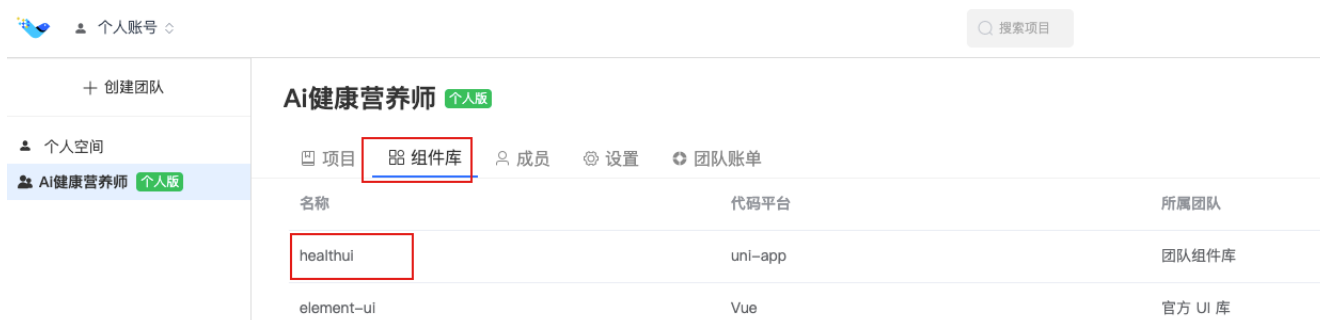 个人账号
搜索项目
创建团队
个人空间
Ai健康营养师 个人版
Ai健康营养师 个人版
项目 组件库 成员 设置 团队账单
名称 代码平台 所属团队
healthui uni-app 团队组件库
element-ui Vue 官方 UI 库